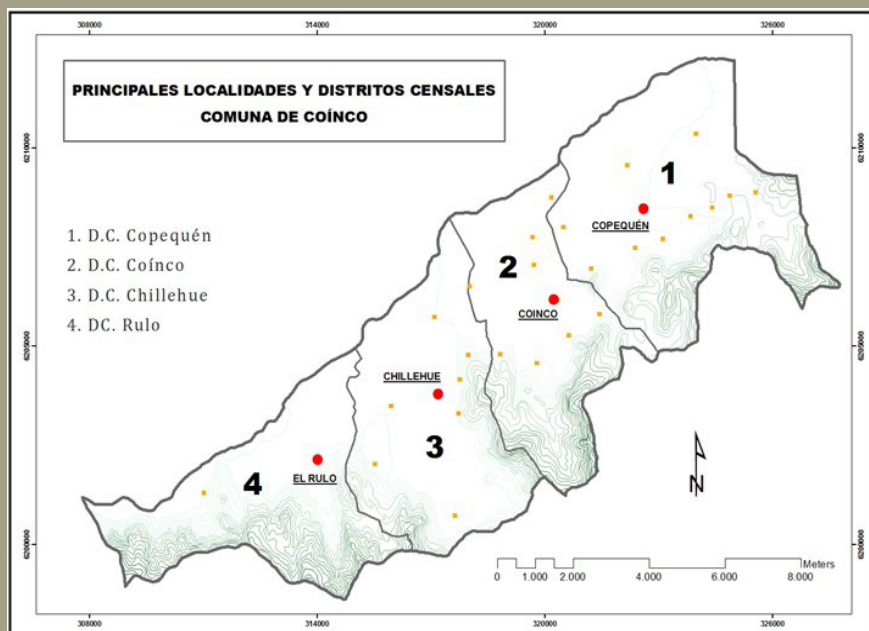 308000 314000 320000 326000
PRINCIPALES LOCALIDADES Y DISTRITOS CENSALES
COMUNA DE COÍNCO
6210000 6210000
1
COPEQUÉN
1. D.C. Copequén
2. D.C. Coínco
3. D.C. Chillehue
4. DC. Rulo
2
COINCO
6205000 6205000
CHILLEHUE
3
4
EL RULO
N
6200000 6200000
Meters
0 1.000 2.000 4.000 6.000 8.000
308000 314000 320000 326000